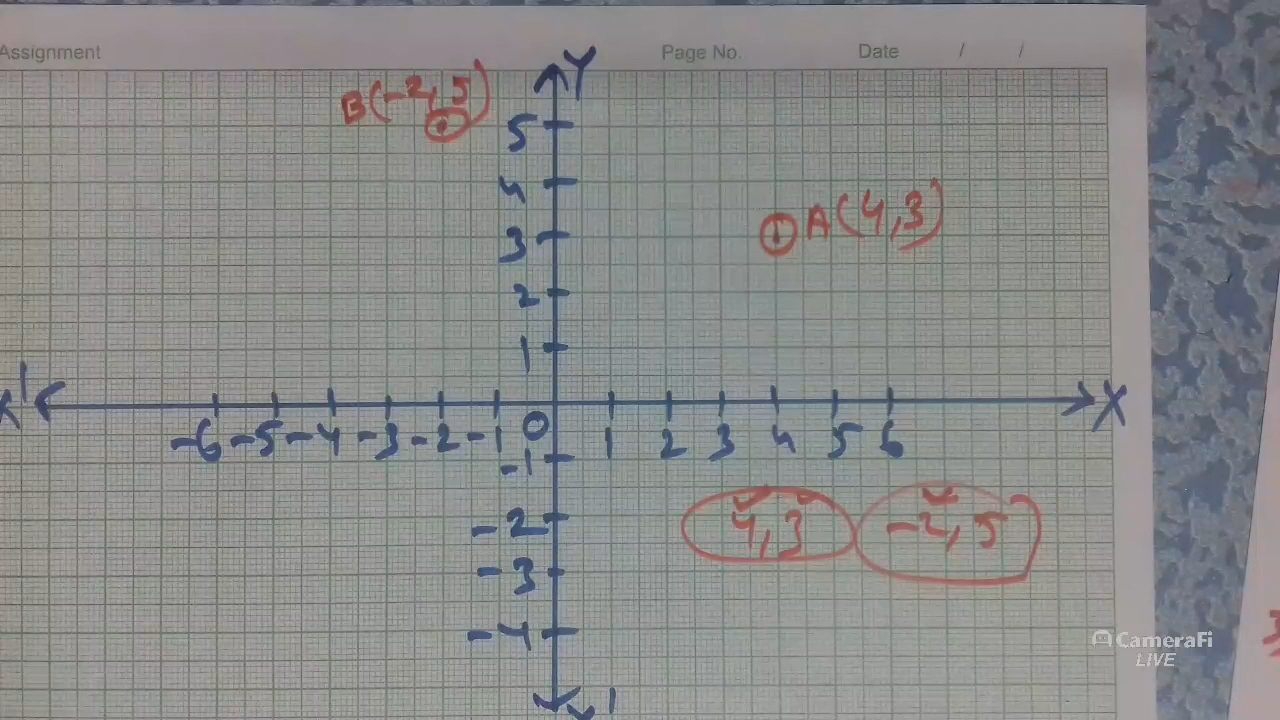 Assignment Page No. Date / /
Y
B(-2,5)
5
4
A(4,3)
3
2
1
X' X
-6 -5 -4 -3 -2 -1 O 1 2 3 4 5 6
-1
4,3 -2,5
-2
-3
-4
CameraFi
LIVE
Y'